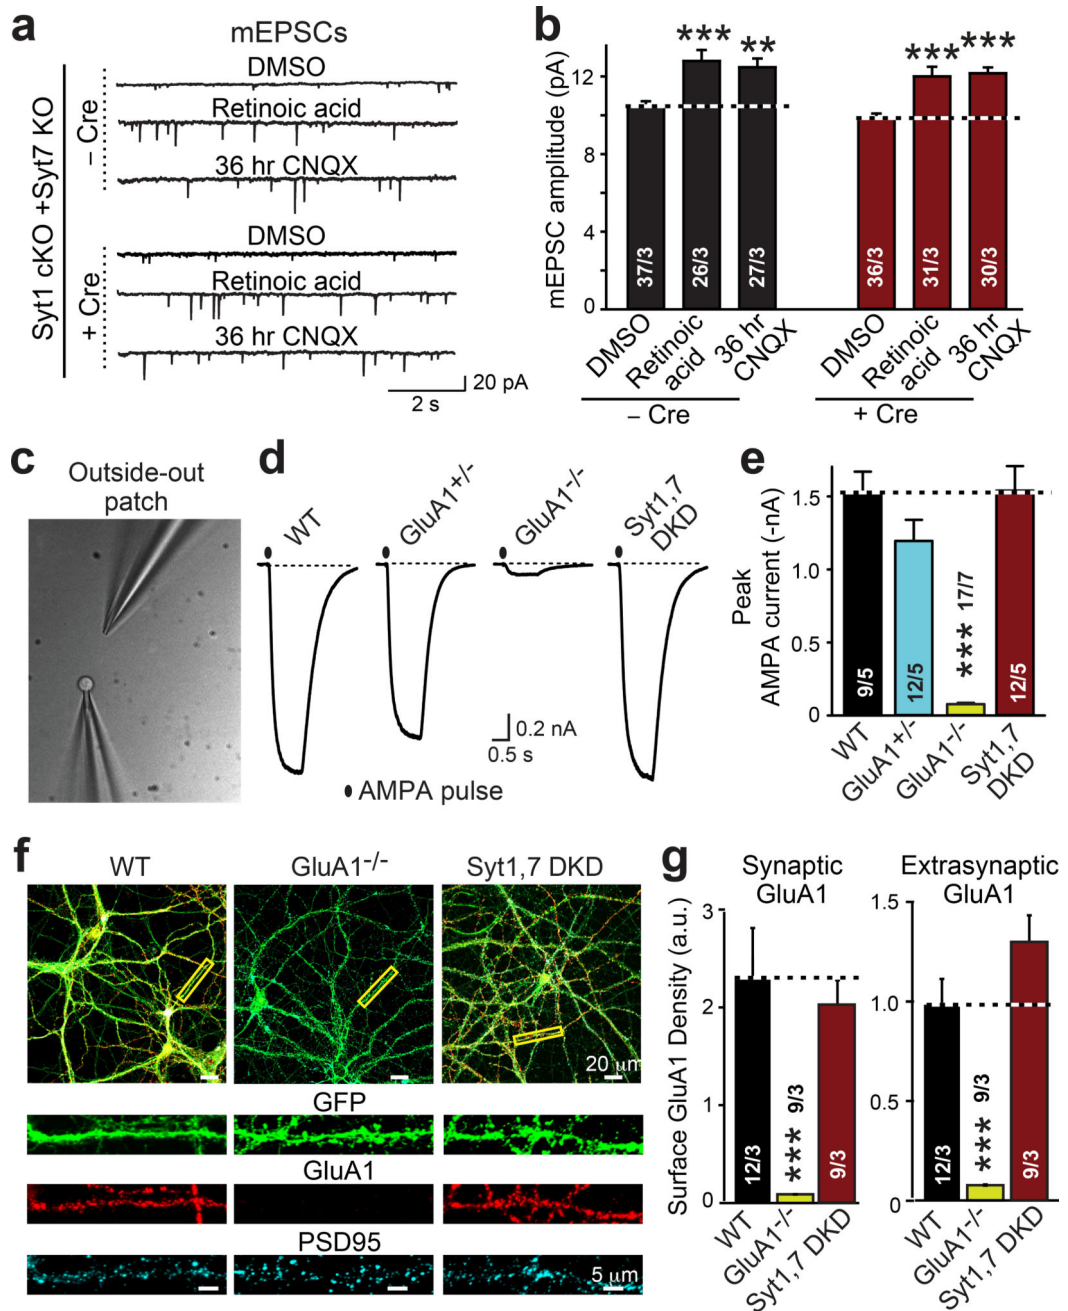 a
mEPSCs
Syt1 cKO +Syt7 KO
– Cre
DMSO
Retinoic acid
36 hr CNQX
+ Cre
DMSO
Retinoic acid
36 hr CNQX
20 pA
2 s
b
mEPSC amplitude (pA)
12
8
4
0
***
**
***
***
37/3
26/3
27/3
36/3
31/3
30/3
DMSO
Retinoic
acid
36 hr
CNQX
DMSO
Retinoic
acid
36 hr
CNQX
– Cre
+ Cre
c
Outside-out
patch
d
WT
GluA1+/-
GluA1-/-
Syt1,7
DKD
0.2 nA
0.5 s
AMPA pulse
e
Peak
AMPA current (-nA)
1.5
1.0
0.5
0
9/5
12/5
*** 17/7
12/5
WT
GluA1+/-
GluA1-/-
Syt1,7
DKD
f
WT
GluA1-/-
Syt1,7 DKD
20 μm
GFP
GluA1
PSD95
5 μm
g
Synaptic
GluA1
Surface GluA1 Density (a.u.)
3
2
1
0
12/3
*** 9/3
9/3
WT
GluA1-/-
Syt1,7 DKD
Extrasynaptic
GluA1
1.5
1.0
0.5
0
12/3
*** 9/3
9/3
WT
GluA1-/-
Syt1,7 DKD